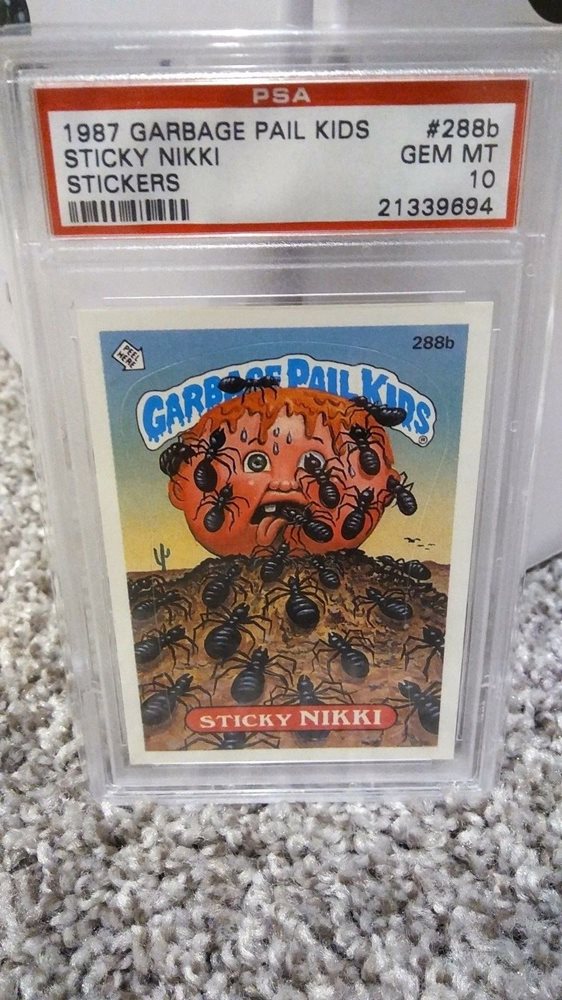 PSA
1987 GARBAGE PAIL KIDS #288b
STICKY NIKKI GEM MT
STICKERS 10
21339694
PEEL HERE
288b
GARBAGE PAIL KIDS®
STICKY NIKKI